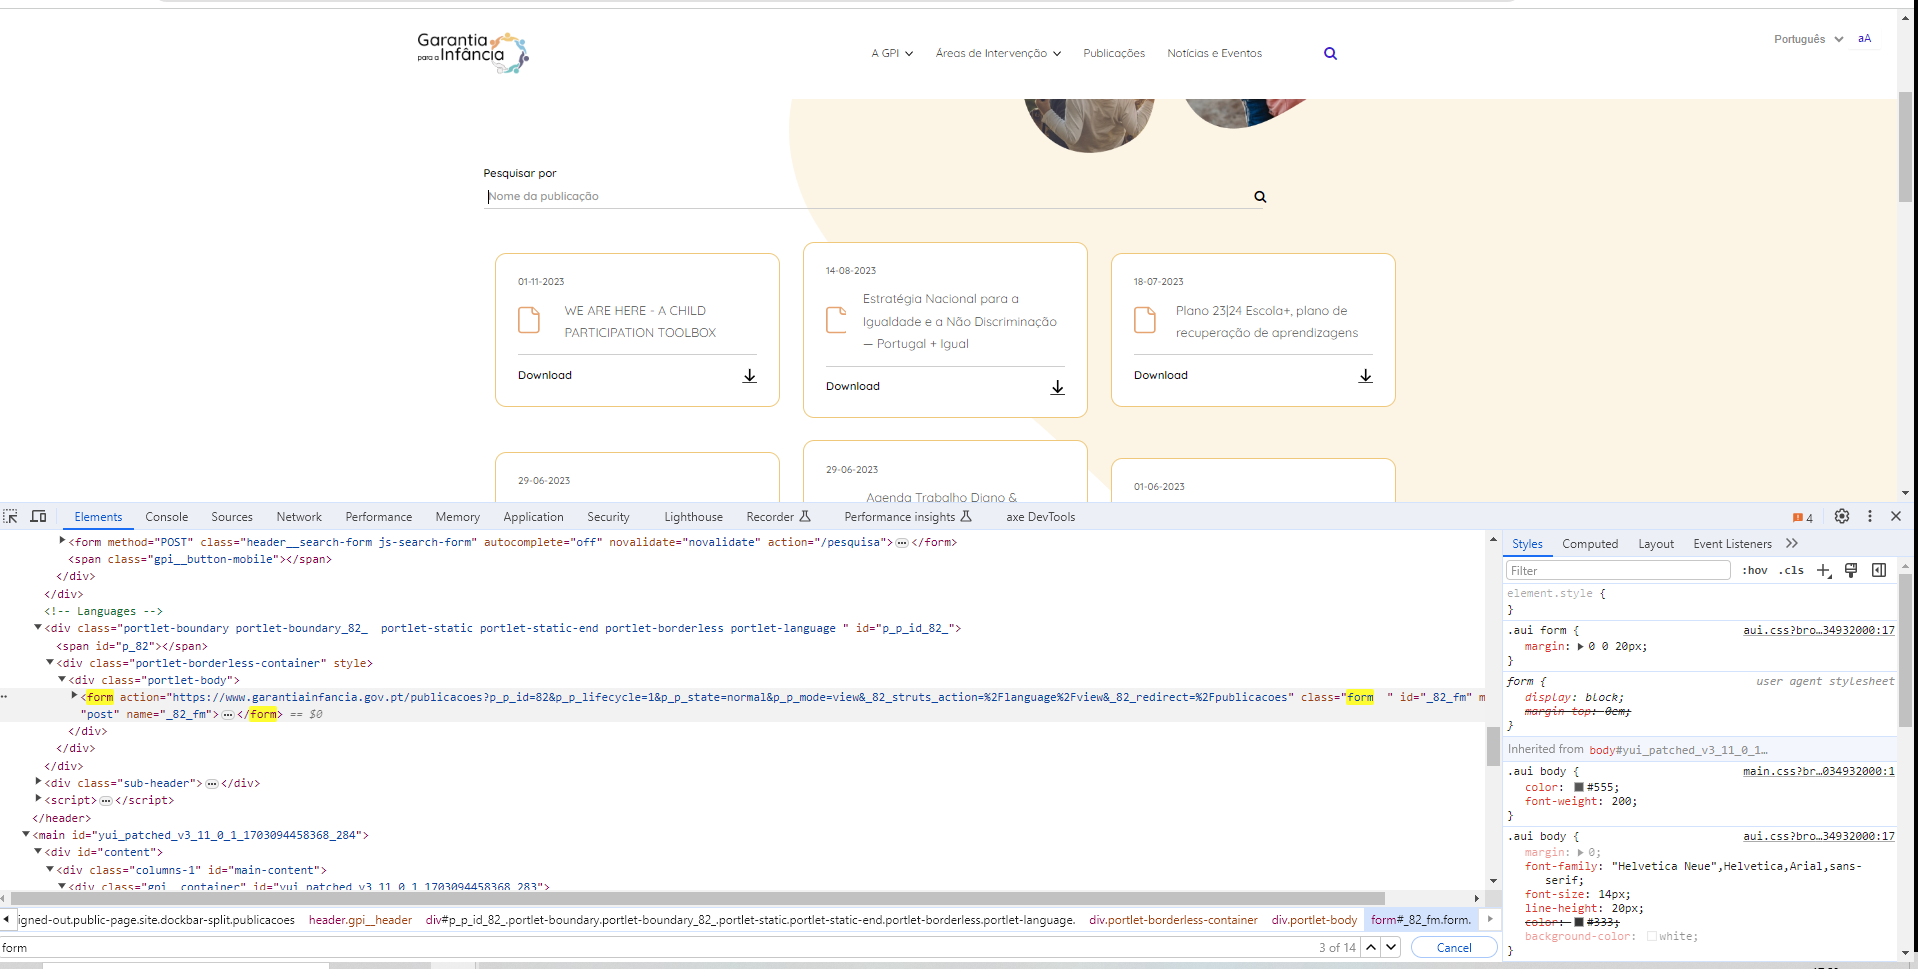 Garantia
para a Infância
A GPI
Áreas de Intervenção
Publicações
Notícias e Eventos
Português
aA
Pesquisar por
Nome da publicação
01-11-2023
WE ARE HERE - A CHILD
PARTICIPATION TOOLBOX
Download
14-08-2023
Estratégia Nacional para a
Igualdade e a Não Discriminação
— Portugal + Igual
Download
18-07-2023
Plano 23|24 Escola+, plano de
recuperação de aprendizagens
Download
29-06-2023
29-06-2023
Agenda Trabalho Digno &
01-06-2023
Elements Console Sources Network Performance Memory Application Security Lighthouse Recorder Performance insights axe DevTools 4
<form method="POST" class="header__search-form js-search-form" autocomplete="off" novalidate="novalidate" action="/pesquisa">…</form>
<span class="gpi__button-mobile"></span>
</div>
</div>
<!-- Languages -->
<div class="portlet-boundary portlet-boundary_82_  portlet-static portlet-static-end portlet-borderless portlet-language " id="p_p_id_82_">
<span id="p_82"></span>
<div class="portlet-borderless-container" style>
<div class="portlet-body">
<form action="https://www.garantiainfancia.gov.pt/publicacoes?p_p_id=82&p_p_lifecycle=1&p_p_state=normal&p_p_mode=view&_82_struts_action=%2Flanguage%2Fview&_82_redirect=%2Fpublicacoes" class="form  " id="_82_fm" m
"post" name="_82_fm">…</form> == $0
</div>
</div>
</div>
<div class="sub-header">…</div>
<script>…</script>
</header>
<main id="yui_patched_v3_11_0_1_1703094458368_284">
<div id="content">
<div class="columns-1" id="main-content">
<div class="gpi__container" id="yui_patched_v3_11_0_1_1703094458368_283">
igned-out.public-page.site.dockbar-split.publicacoes header.gpi__header div#p_p_id_82_.portlet-boundary.portlet-boundary_82_.portlet-static.portlet-static-end.portlet-borderless.portlet-language. div.portlet-borderless-container div.portlet-body form#_82_fm.form.
form
3 of 14
Cancel
Styles Computed Layout Event Listeners
Filter
:hov .cls
element.style {
}
.aui form { aui.css?bro…34932000:17
margin: 0 0 20px;
}
form { user agent stylesheet
display: block;
margin-top: 0em;
}
Inherited from body#yui_patched_v3_11_0_1…
.aui body { main.css?br…034932000:1
color: #555;
font-weight: 200;
}
.aui body { aui.css?bro…34932000:17
margin: 0;
font-family: "Helvetica Neue",Helvetica,Arial,sans-
serif;
font-size: 14px;
line-height: 20px;
color: #333;
background-color: white;
}